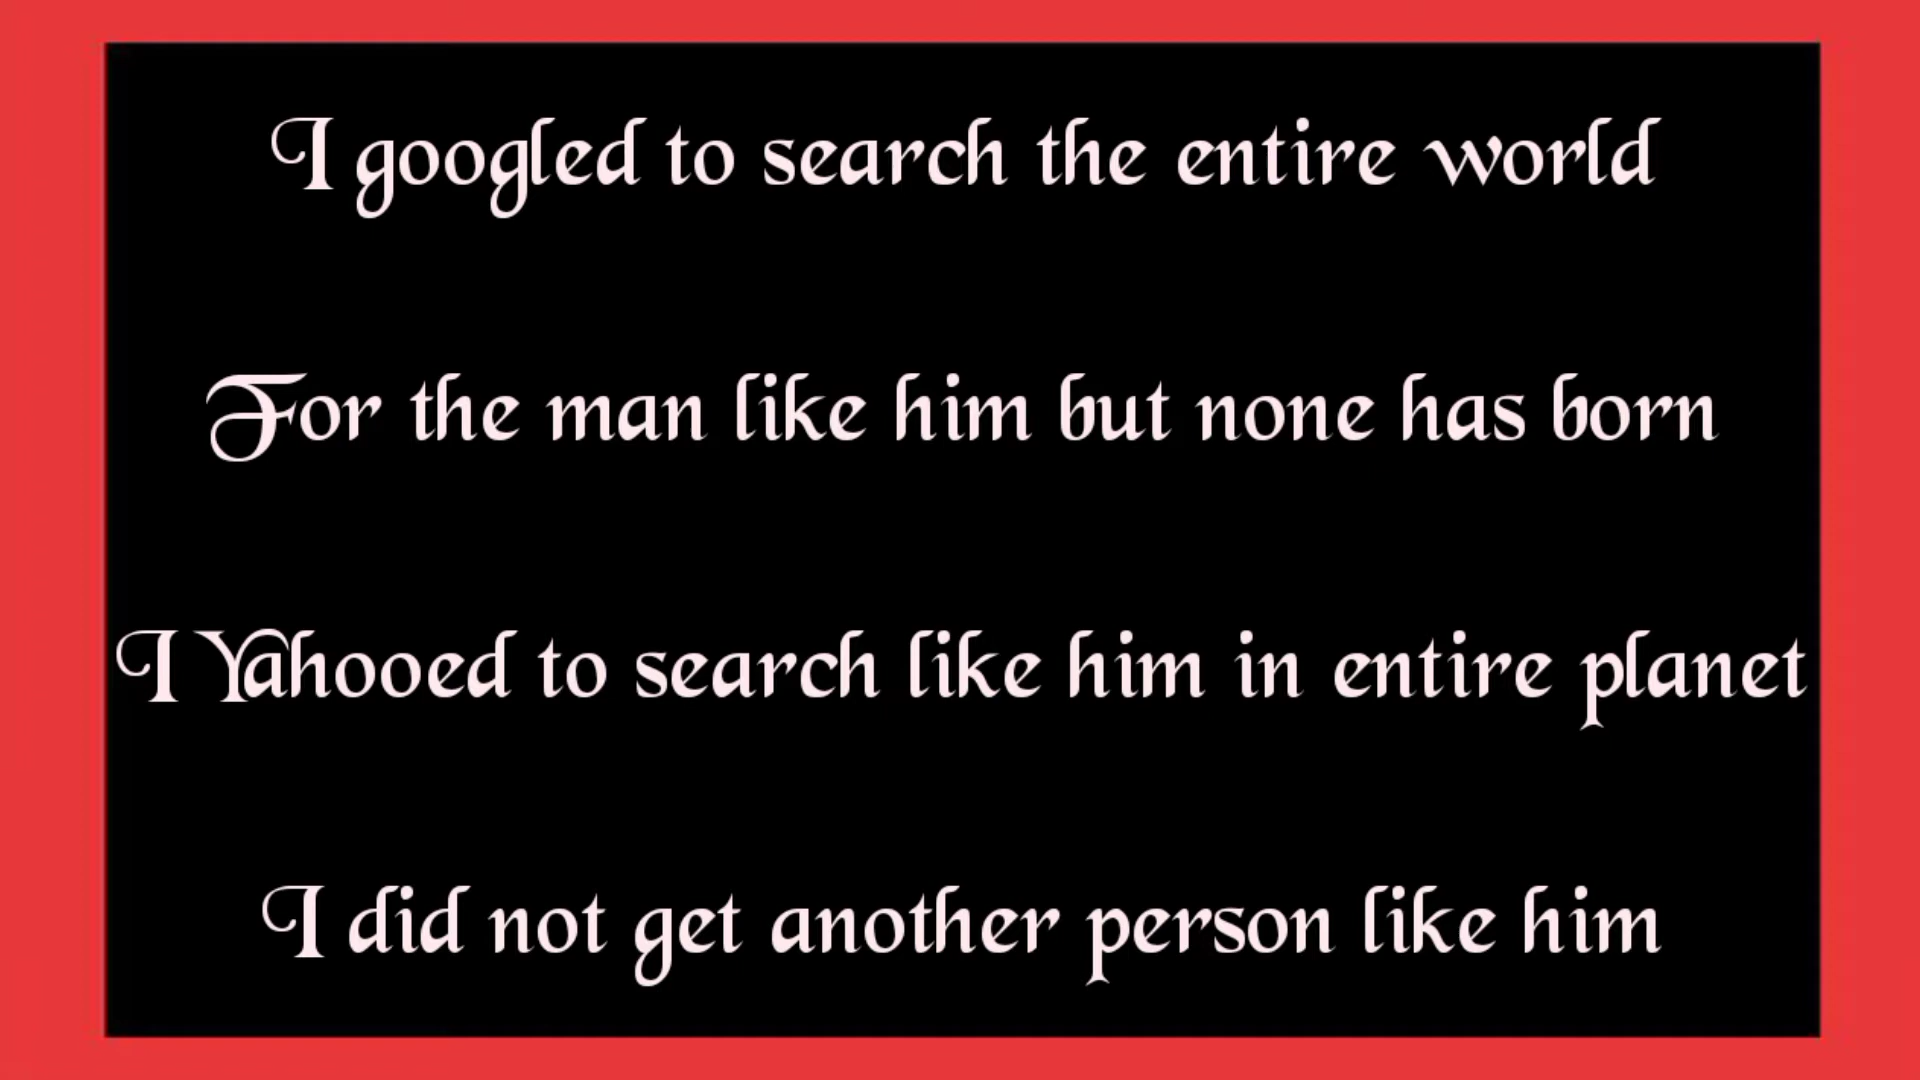 I googled to search the entire world
For the man like him but none has born
I Yahooed to search like him in entire planet
I did not get another person like him